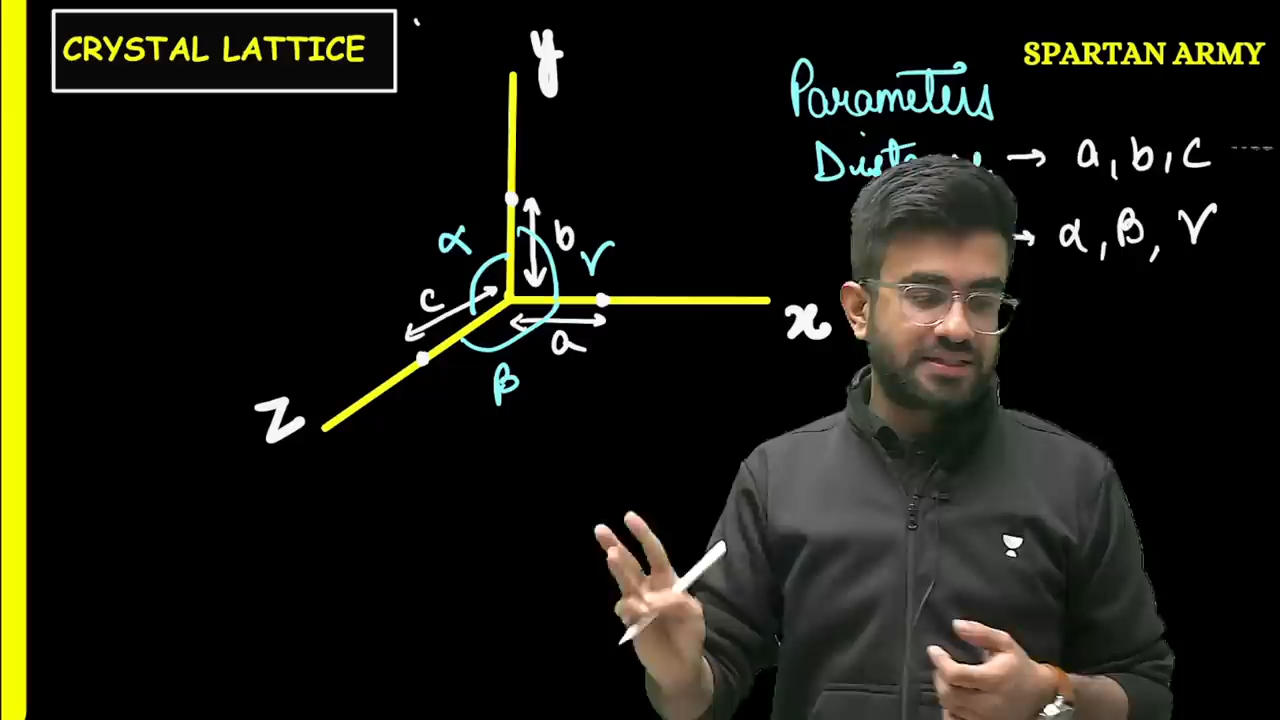 CRYSTAL LATTICE
SPARTAN ARMY
y
Parameters
→ a, b, c
→ α, β, γ
α
b
γ
c
a
x
β
z